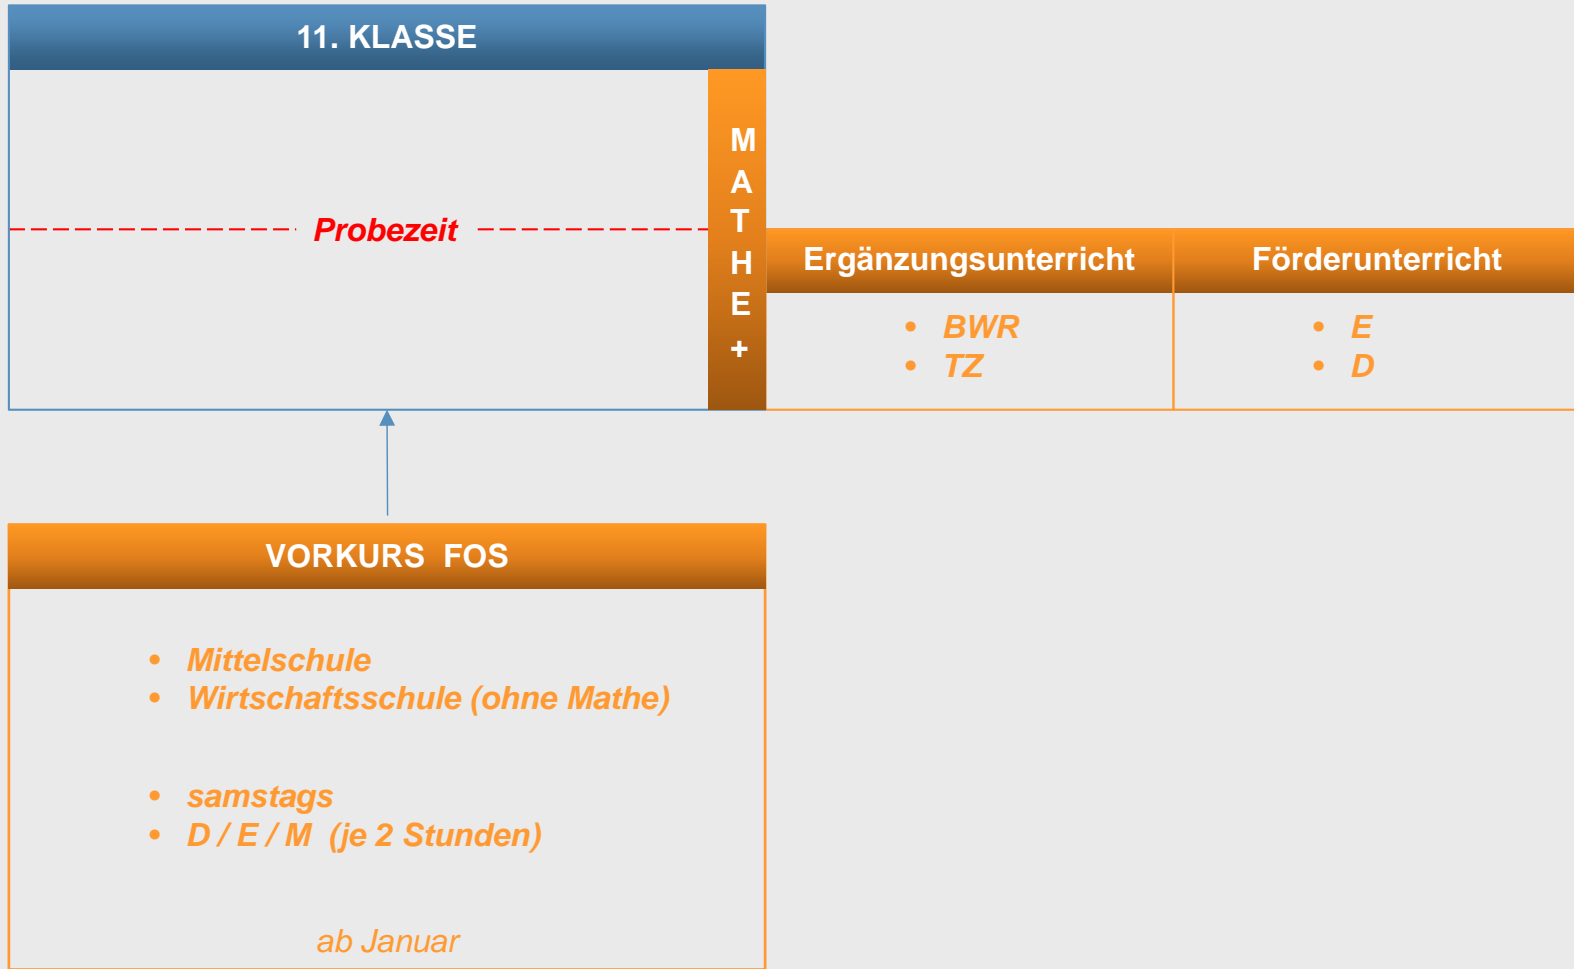 11. KLASSE
MATHE+
Probezeit
Ergänzungsunterricht
• BWR
• TZ
Förderunterricht
• E
• D
VORKURS FOS
• Mittelschule
• Wirtschaftsschule (ohne Mathe)
• samstags
• D / E / M (je 2 Stunden)
ab Januar